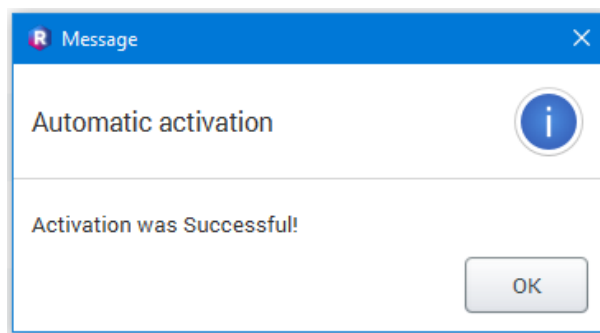 R Message
Automatic activation
i
Activation was Successful!
OK